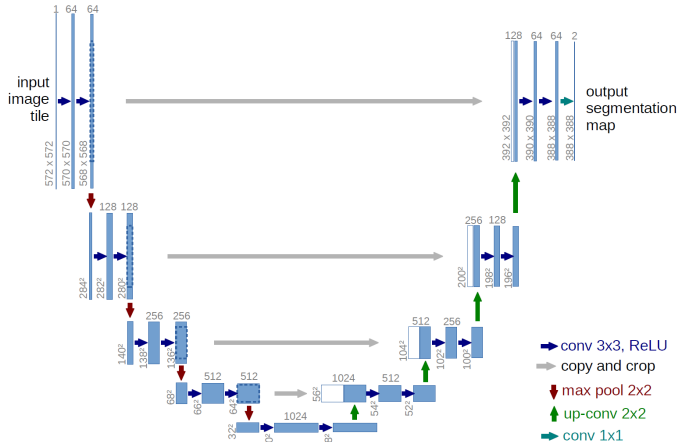 1 64 64
128 64 64 2
input
image
tile
output
segmentation
map
572 x 572
570 x 570
568 x 568
392 x 392
390 x 390
388 x 388
388 x 388
128 128
256 128
284²
282²
280²
200²
198²
196²
256 256
512 256
140²
138²
136²
104²
102²
100²
512 512
1024 512
68²
66²
64²
56²
54²
52²
1024
32²
conv 3x3, ReLU
copy and crop
max pool 2x2
up-conv 2x2
conv 1x1